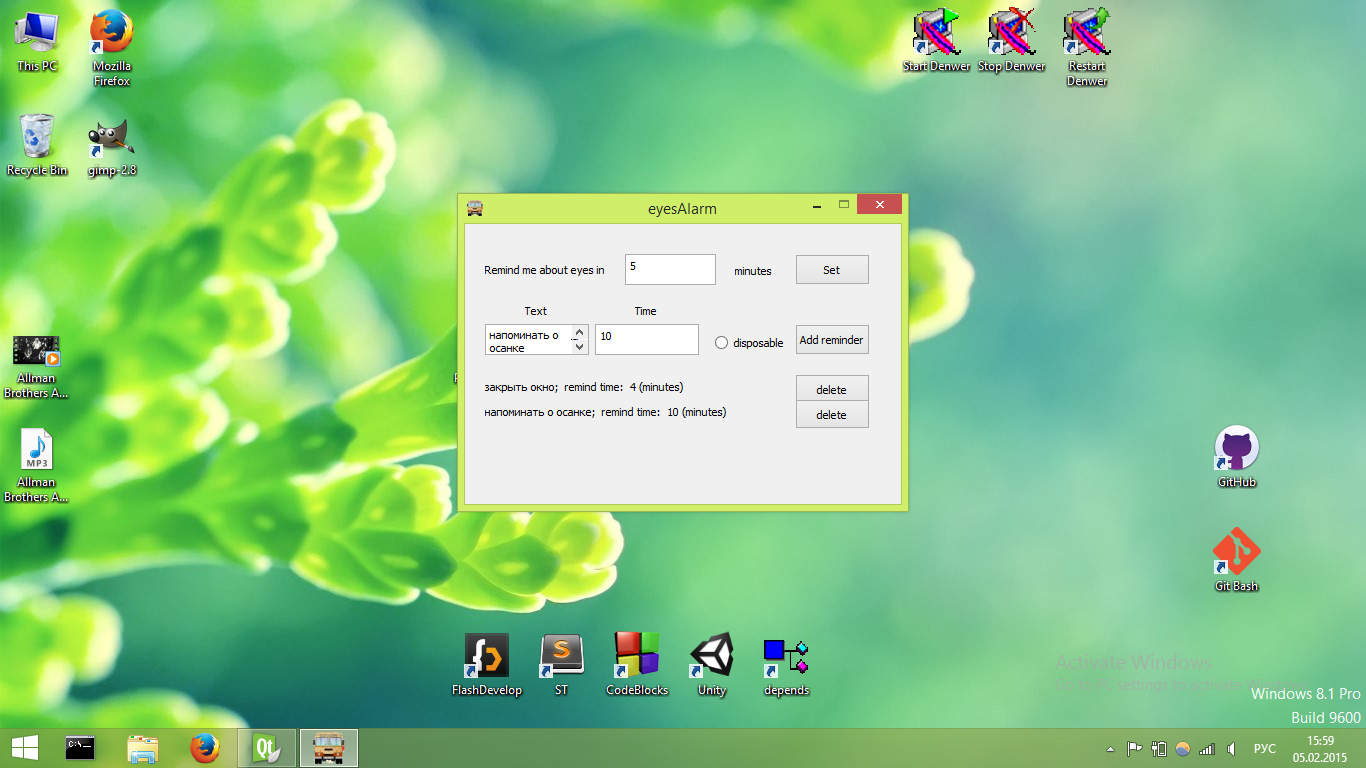 This PC
Mozilla
Firefox
Start Denwer
Stop Denwer
Restart
Denwer
Recycle Bin
gimp-2.8
eyesAlarm
Remind me about eyes in
5
minutes
Set
Text
Time
напоминать о
осанке
10
disposable
Add reminder
закрыть окно; remind time: 4 (minutes)
delete
напоминать о осанке; remind time: 10 (minutes)
delete
Allman
Brothers A...
MP3
Allman
Brothers A...
GitHub
Git Bash
FlashDevelop
ST
CodeBlocks
Unity
depends
Activate Windows
Go to PC settings to activate Windows.
Windows 8.1 Pro
Build 9600
C:\_
Qt
РУС
15:59
05.02.2015